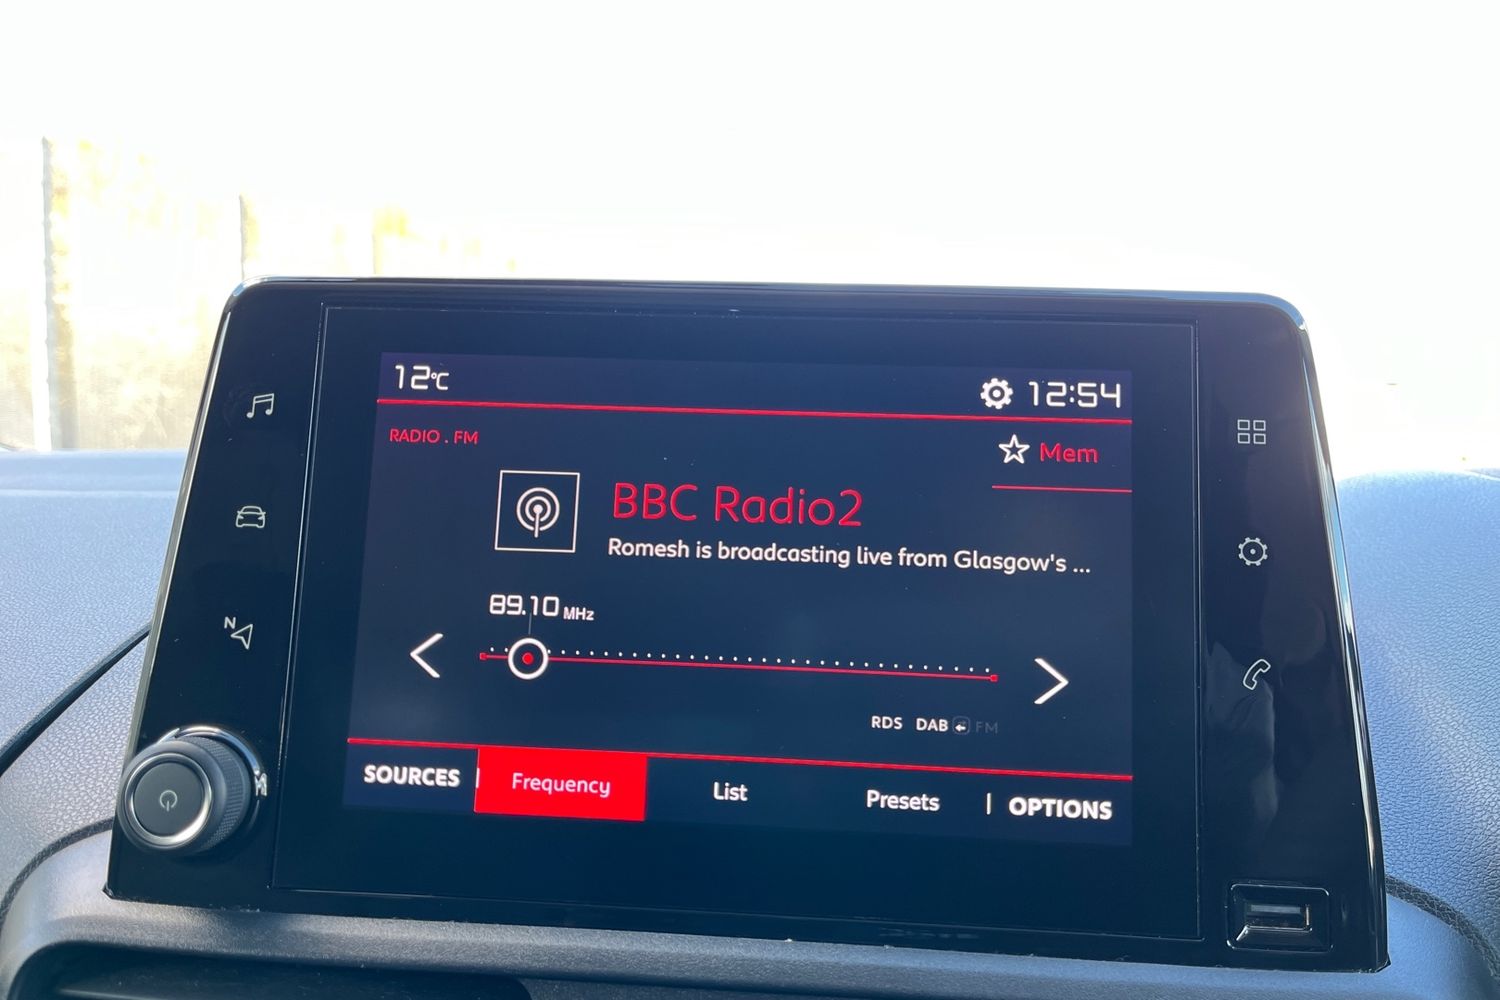 12°C
12:54
RADIO . FM
Mem
BBC Radio2
Romesh is broadcasting live from Glasgow's ...
89.10 MHz
N
RDS DAB FM
SOURCES Frequency List Presets OPTIONS